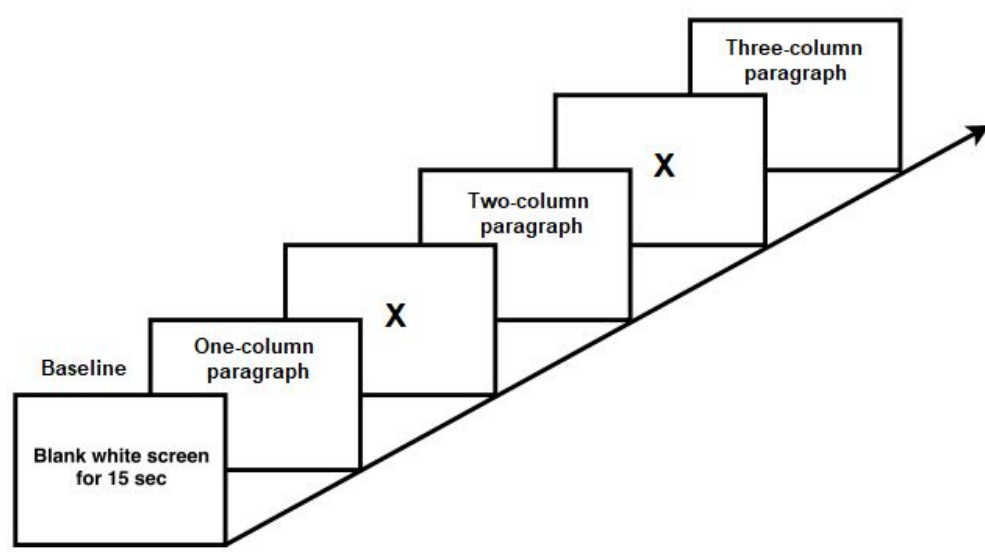 Baseline
Blank white screen
for 15 sec
One-column
paragraph
X
Two-column
paragraph
X
Three-column
paragraph